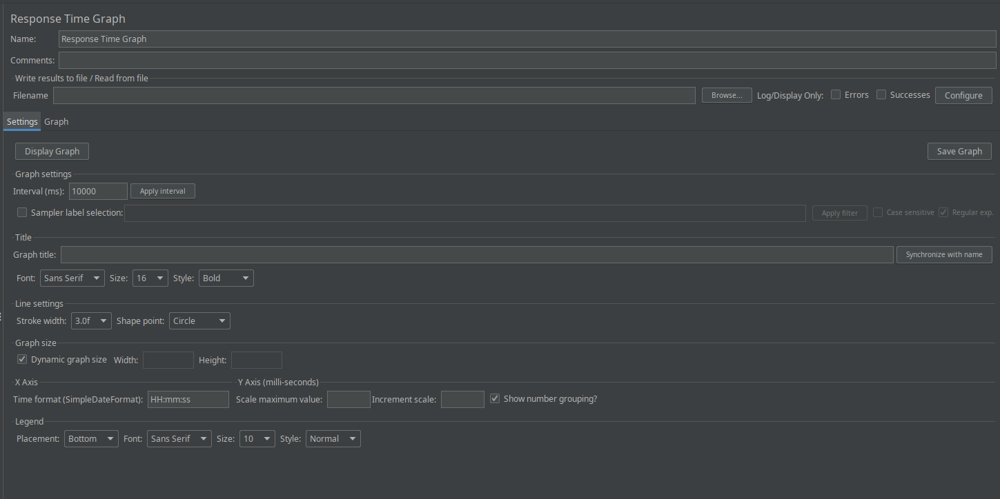 Response Time Graph
Name: Response Time Graph
Comments:
Write results to file / Read from file
Filename Browse... Log/Display Only: Errors Successes Configure
Settings Graph
Display Graph Save Graph
Graph settings
Interval (ms): 10000 Apply interval
Sampler label selection: Apply filter Case sensitive Regular exp.
Title
Graph title: Synchronize with name
Font: Sans Serif Size: 16 Style: Bold
Line settings
Stroke width: 3.0f Shape point: Circle
Graph size
Dynamic graph size Width: Height:
X Axis Y Axis (milli-seconds)
Time format (SimpleDateFormat): HH:mm:ss Scale maximum value: Increment scale: Show number grouping?
Legend
Placement: Bottom Font: Sans Serif Size: 10 Style: Normal